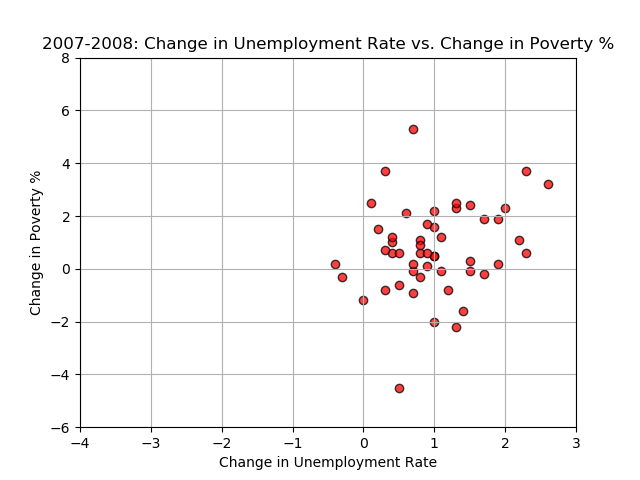 2007-2008: Change in Unemployment Rate vs. Change in Poverty %
8
6
4
2
0
−2
−4
−6
Change in Poverty %
−4 −3 −2 −1 0 1 2 3
Change in Unemployment Rate